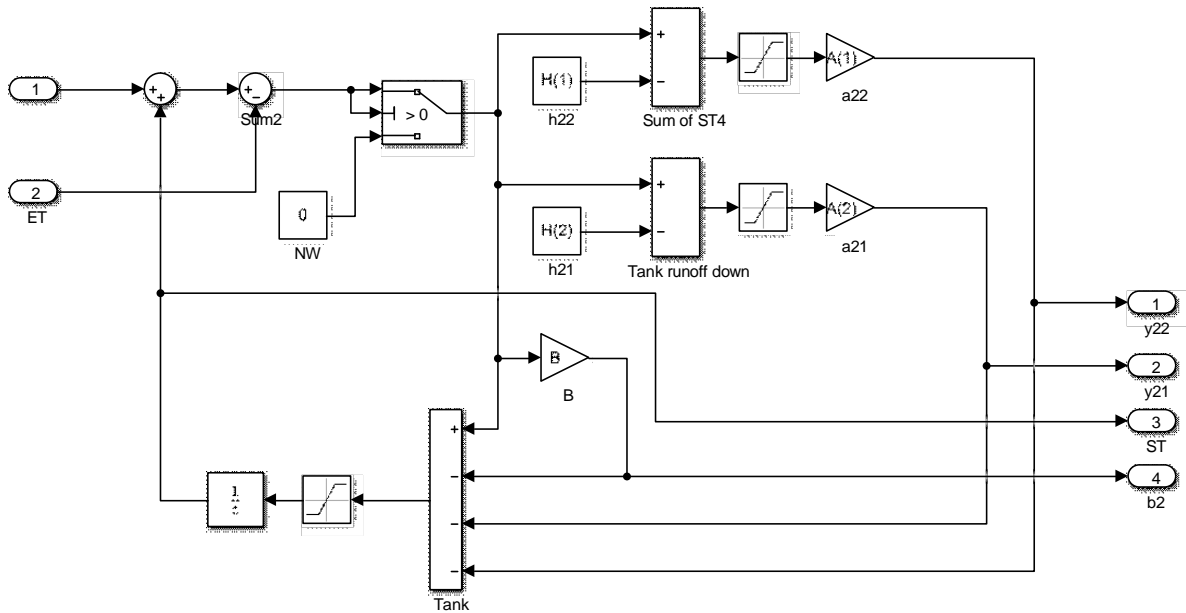 1
+
+
+
−
Sum2
2
ET
> 0
0
NW
H(1)
h22
+
−
Sum of ST4
A(1)
a22
H(2)
h21
+
−
Tank runoff down
A(2)
a21
1
y22
2
y21
3
ST
4
b2
B
B
+
−
−
−
Tank
1